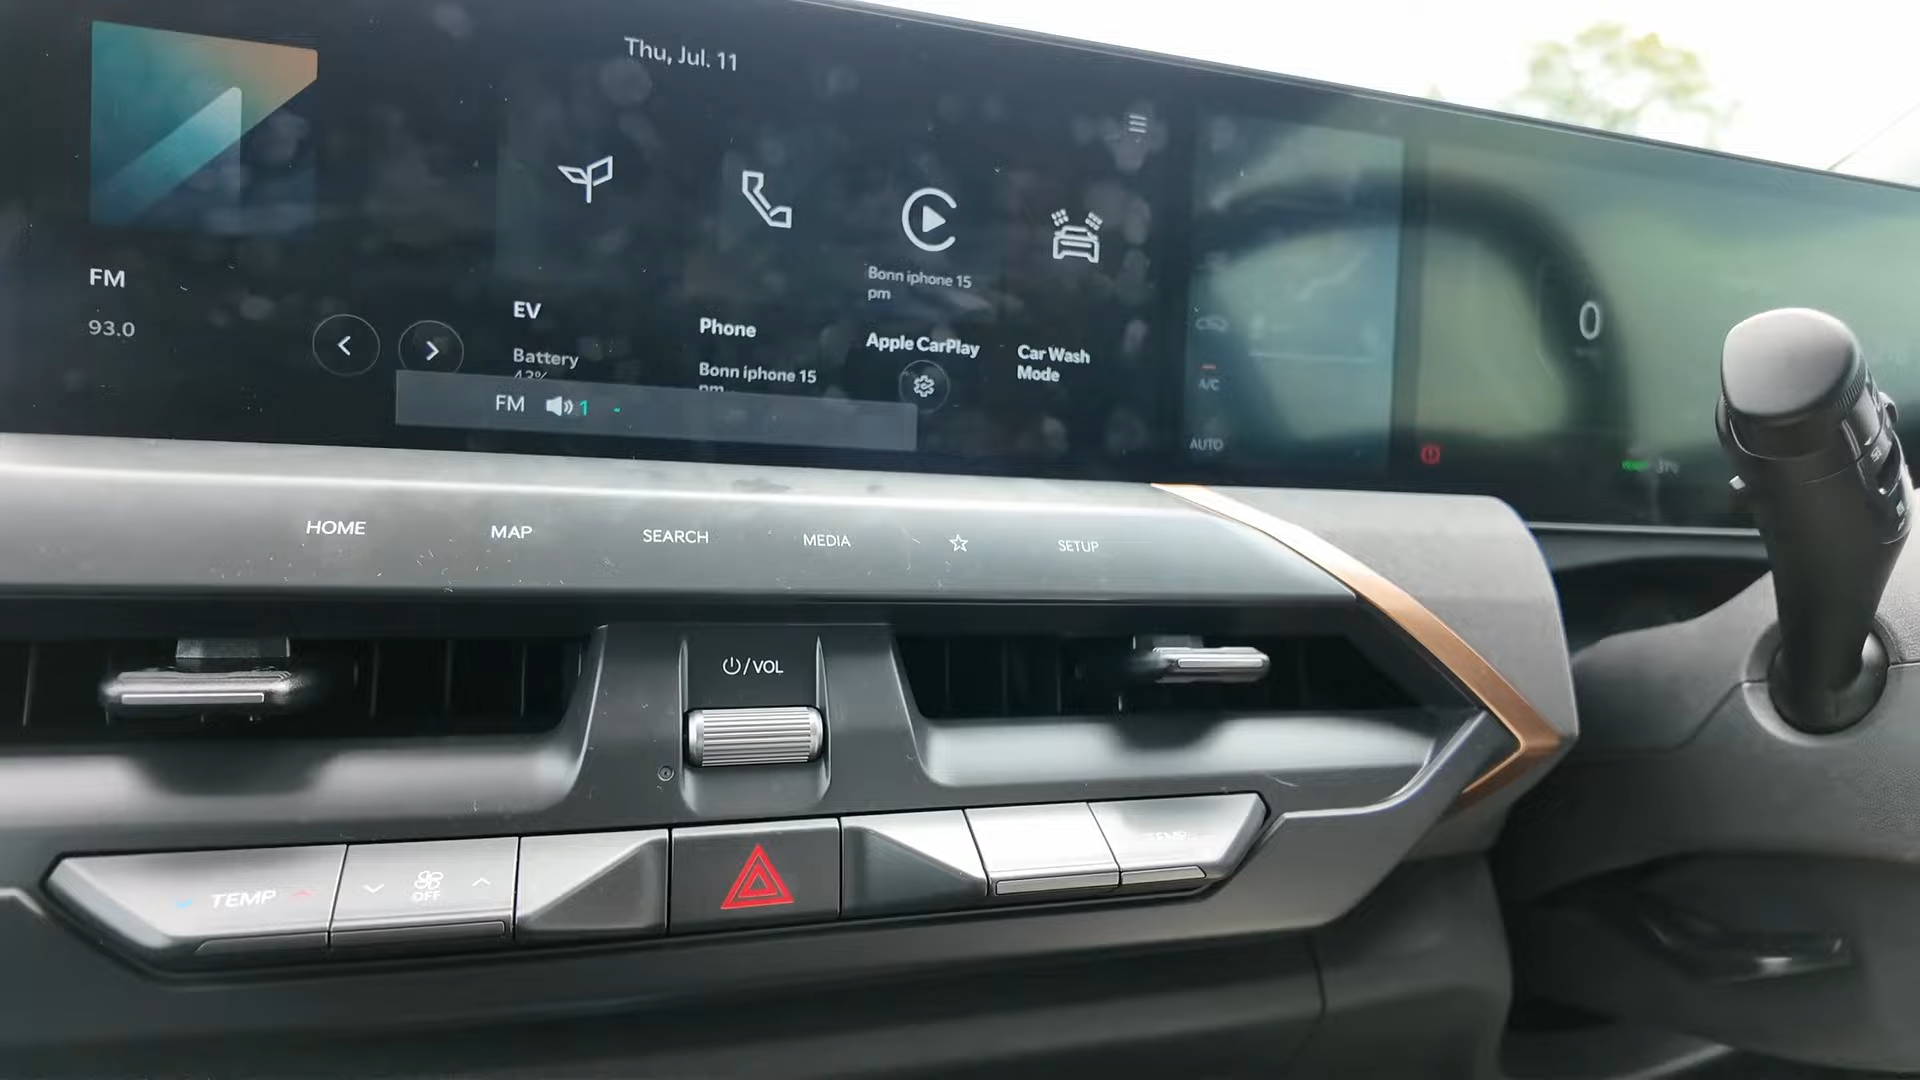 Thu, Jul. 11
FM
93.0
EV
Battery
Phone
Bonn iphone 15
Bonn iphone 15
pm
Apple CarPlay
Car Wash
Mode
FM 1
A/C
AUTO
0
HOME
MAP
SEARCH
MEDIA
SETUP
/VOL
TEMP
OFF